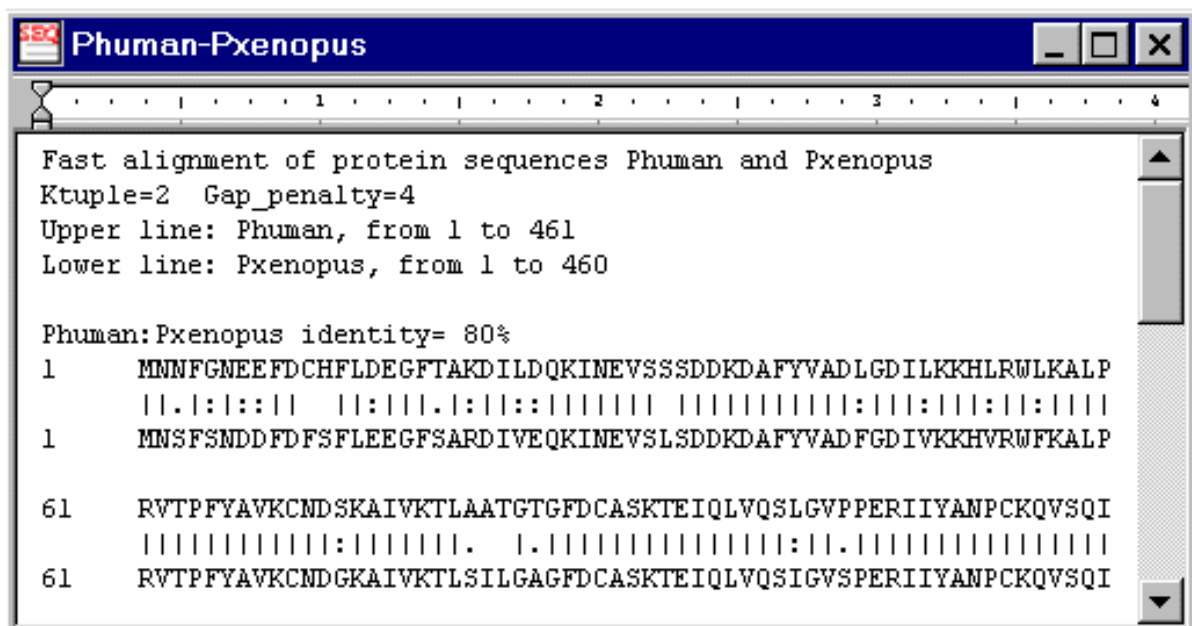 SEQ Phuman-Pxenopus
1 2 3 4
Fast alignment of protein sequences Phuman and Pxenopus
Ktuple=2  Gap_penalty=4
Upper line: Phuman, from 1 to 461
Lower line: Pxenopus, from 1 to 460
Phuman:Pxenopus identity= 80%
1      MNNFGNEEFDCHFLDEGFTAKDILDQKINEVSSSDDKDAFYVADLGDILKKHLRWLKALP
       ||.|:|::||  ||:|||.|:||::||||||| |||||||||||:|||:|||:||:||||
1      MNSFSNDDFDFSFLEEGFSARDIVEQKINEVSLSDDKDAFYVADFGDIVKKHVRWFKALP
61     RVTPFYAVKCNDSKAIVKTLAATGTGFDCASKTEIQLVQSLGVPPERIIYANPCKQVSQI
       ||||||||||||:|||||||.  |.|||||||||||||||:||.||||||||||||||||
61     RVTPFYAVKCNDGKAIVKTLSILGAGFDCASKTEIQLVQSIGVSPERIIYANPCKQVSQI